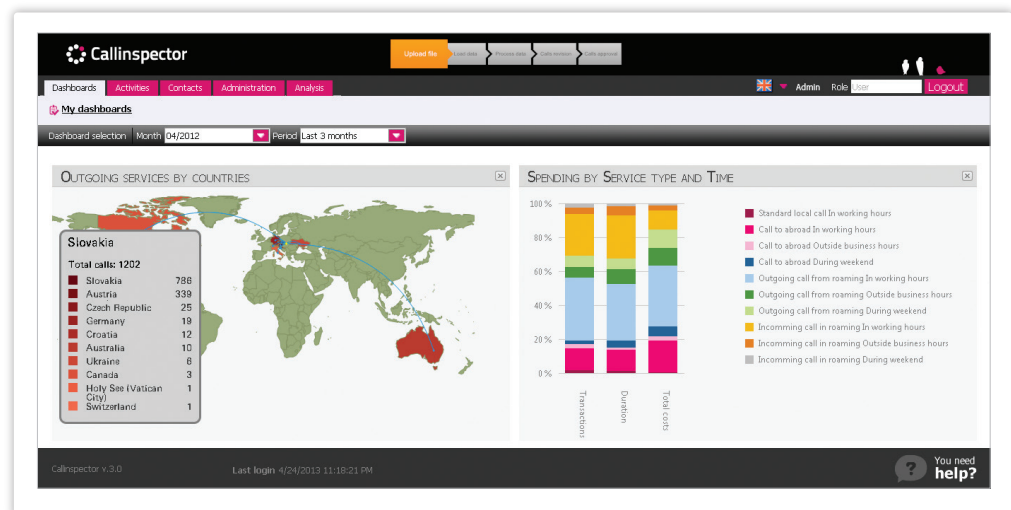 Callinspector
Upload file
Load data
Process data
Calls revision
Calls approval
Dashboards Activities Contacts Administration Analysis
Admin Role User Logout
My dashboards
Dashboard selection Month 04/2012 Period Last 3 months
Outgoing services by countries
Spending by Service type and Time
Slovakia
Total calls: 1202
Slovakia 786
Austria 339
Czech Republic 25
Germany 19
Croatia 12
Australia 10
Ukraine 6
Canada 3
Holy See (Vatican 1
City)
Switzerland 1
100 %
80 %
60 %
40 %
20 %
0 %
Transactions
Duration
Total costs
Standard local call In working hours
Call to abroad In working hours
Call to abroad Outside business hours
Call to abroad During weekend
Outgoing call from roaming In working hours
Outgoing call from roaming Outside business hours
Outgoing call from roaming During weekend
Incomming call in roaming In working hours
Incomming call in roaming Outside business hours
Incomming call in roaming During weekend
Callinspector v.3.0
Last login 4/24/2013 11:18:21 PM
?
You need
help?